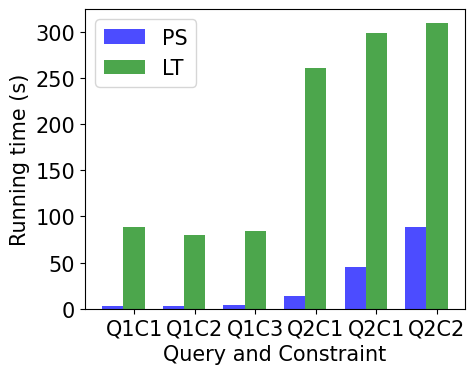 PS
LT
Running time (s)
300
250
200
150
100
50
0
Q1C1 Q1C2 Q1C3 Q2C1 Q2C1 Q2C2
Query and Constraint